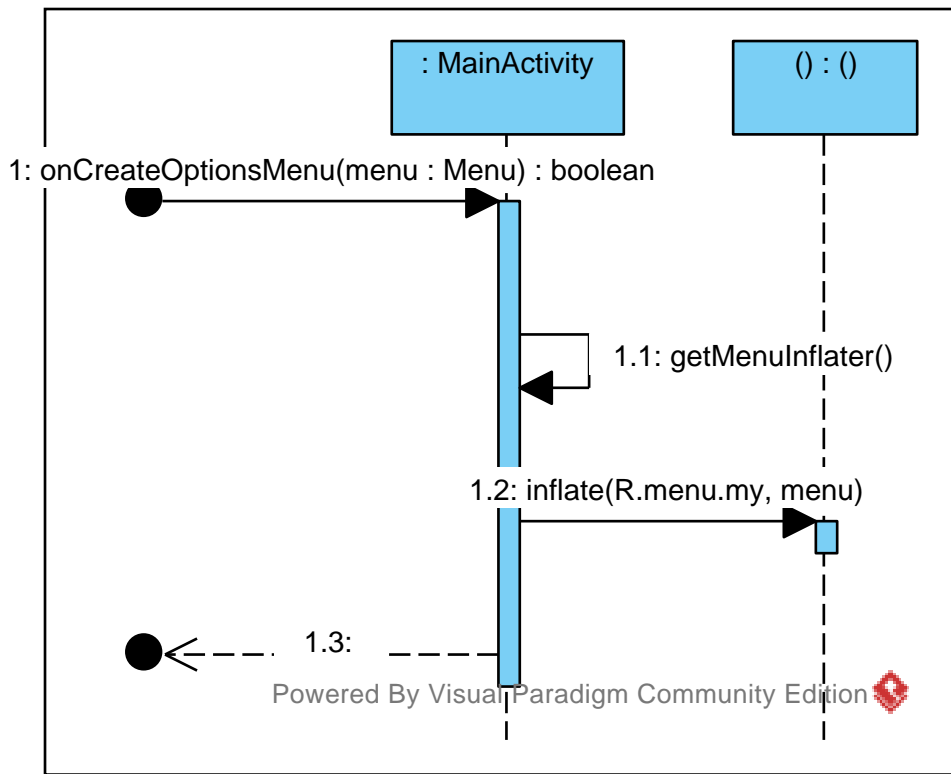 : MainActivity
() : ()
1: onCreateOptionsMenu(menu : Menu) : boolean
1.1: getMenuInflater()
1.2: inflate(R.menu.my, menu)
1.3:
Powered By Visual Paradigm Community Edition